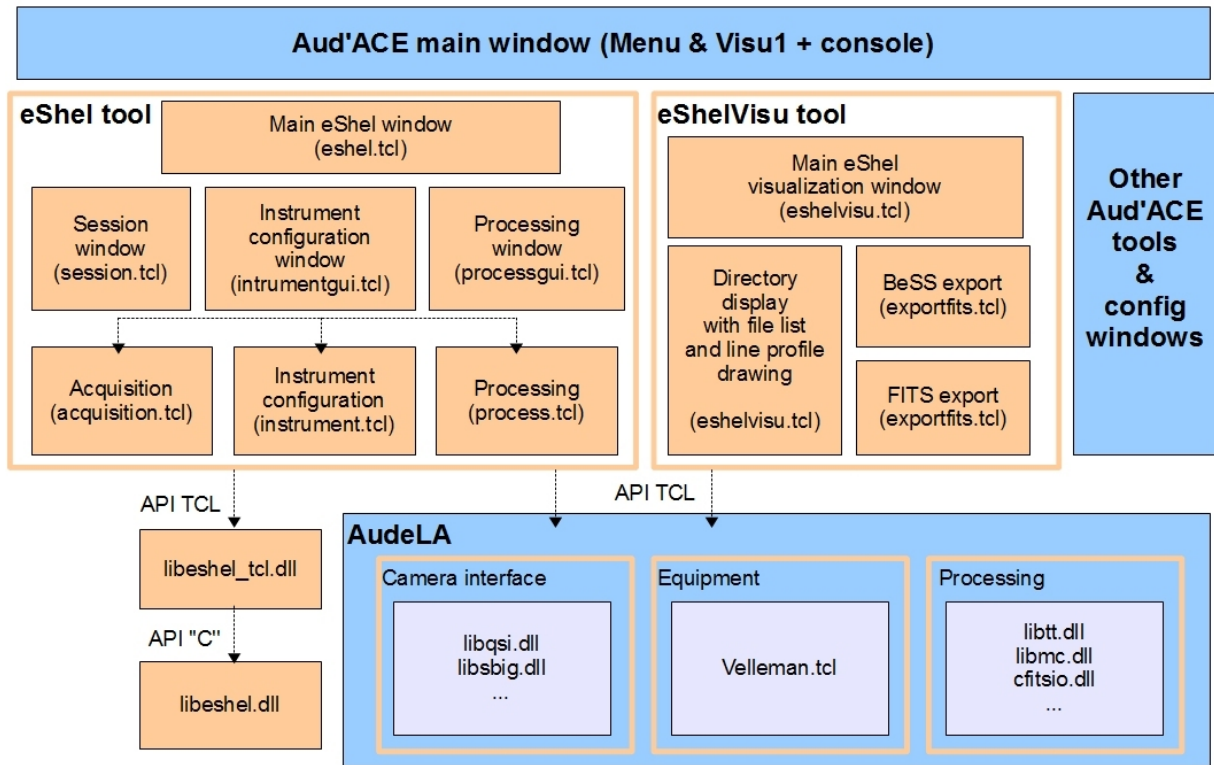 Aud'ACE main window (Menu & Visu1 + console)
eShel tool
Main eShel window
(eshel.tcl)
Session
window
(session.tcl)
Instrument
configuration
window
(intrumentgui.tcl)
Processing
window
(processgui.tcl)
Acquisition
(acquisition.tcl)
Instrument
configuration
(instrument.tcl)
Processing
(process.tcl)
eShelVisu tool
Main eShel
visualization window
(eshelvisu.tcl)
Directory
display
with file list
and line profile
drawing
(eshelvisu.tcl)
BeSS export
(exportfits.tcl)
FITS export
(exportfits.tcl)
Other
Aud'ACE
tools
&
config
windows
API TCL
libeshel_tcl.dll
API "C"
libeshel.dll
API TCL
AudeLA
Camera interface
libqsi.dll
libsbig.dll
...
Equipment
Velleman.tcl
Processing
libtt.dll
libmc.dll
cfitsio.dll
...